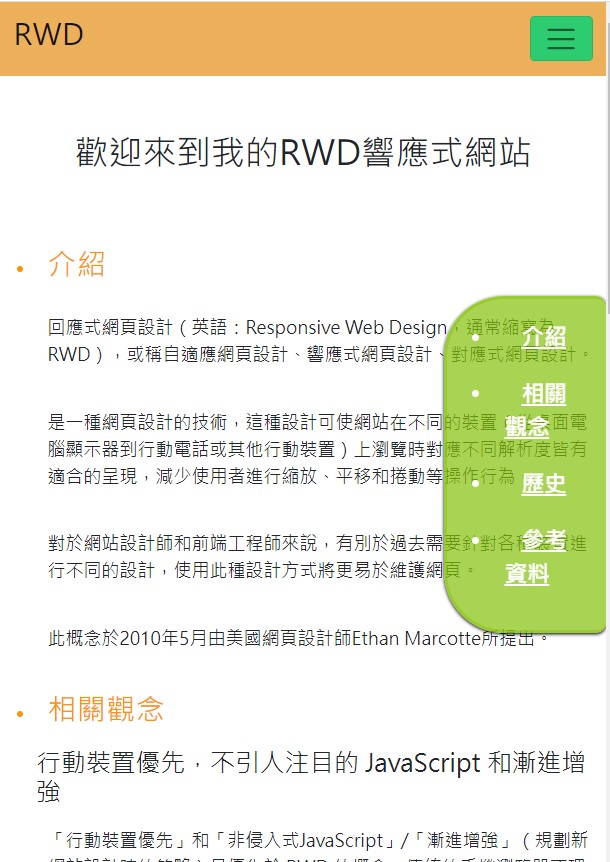 RWD
歡迎來到我的RWD響應式網站
介紹
回應式網頁設計（英語：Responsive Web Design，通常縮寫為
RWD），或稱自適應網頁設計、響應式網頁設計、對應式網頁設計。
是一種網頁設計的技術，這種設計可使網站在不同的裝置（從桌面電
腦顯示器到行動電話或其他行動裝置）上瀏覽時對應不同解析度皆有
適合的呈現，減少使用者進行縮放、平移和捲動等操作行為
對於網站設計師和前端工程師來說，有別於過去需要針對各種裝置進
行不同的設計，使用此種設計方式將更易於維護網頁。
此概念於2010年5月由美國網頁設計師Ethan Marcotte所提出。
介紹
相關
觀念
歷史
參考
資料
相關觀念
行動裝置優先，不引人注目的 JavaScript 和漸進增
強
「行動裝置優先」和「非侵入式JavaScript」/「漸進增強」（規劃新